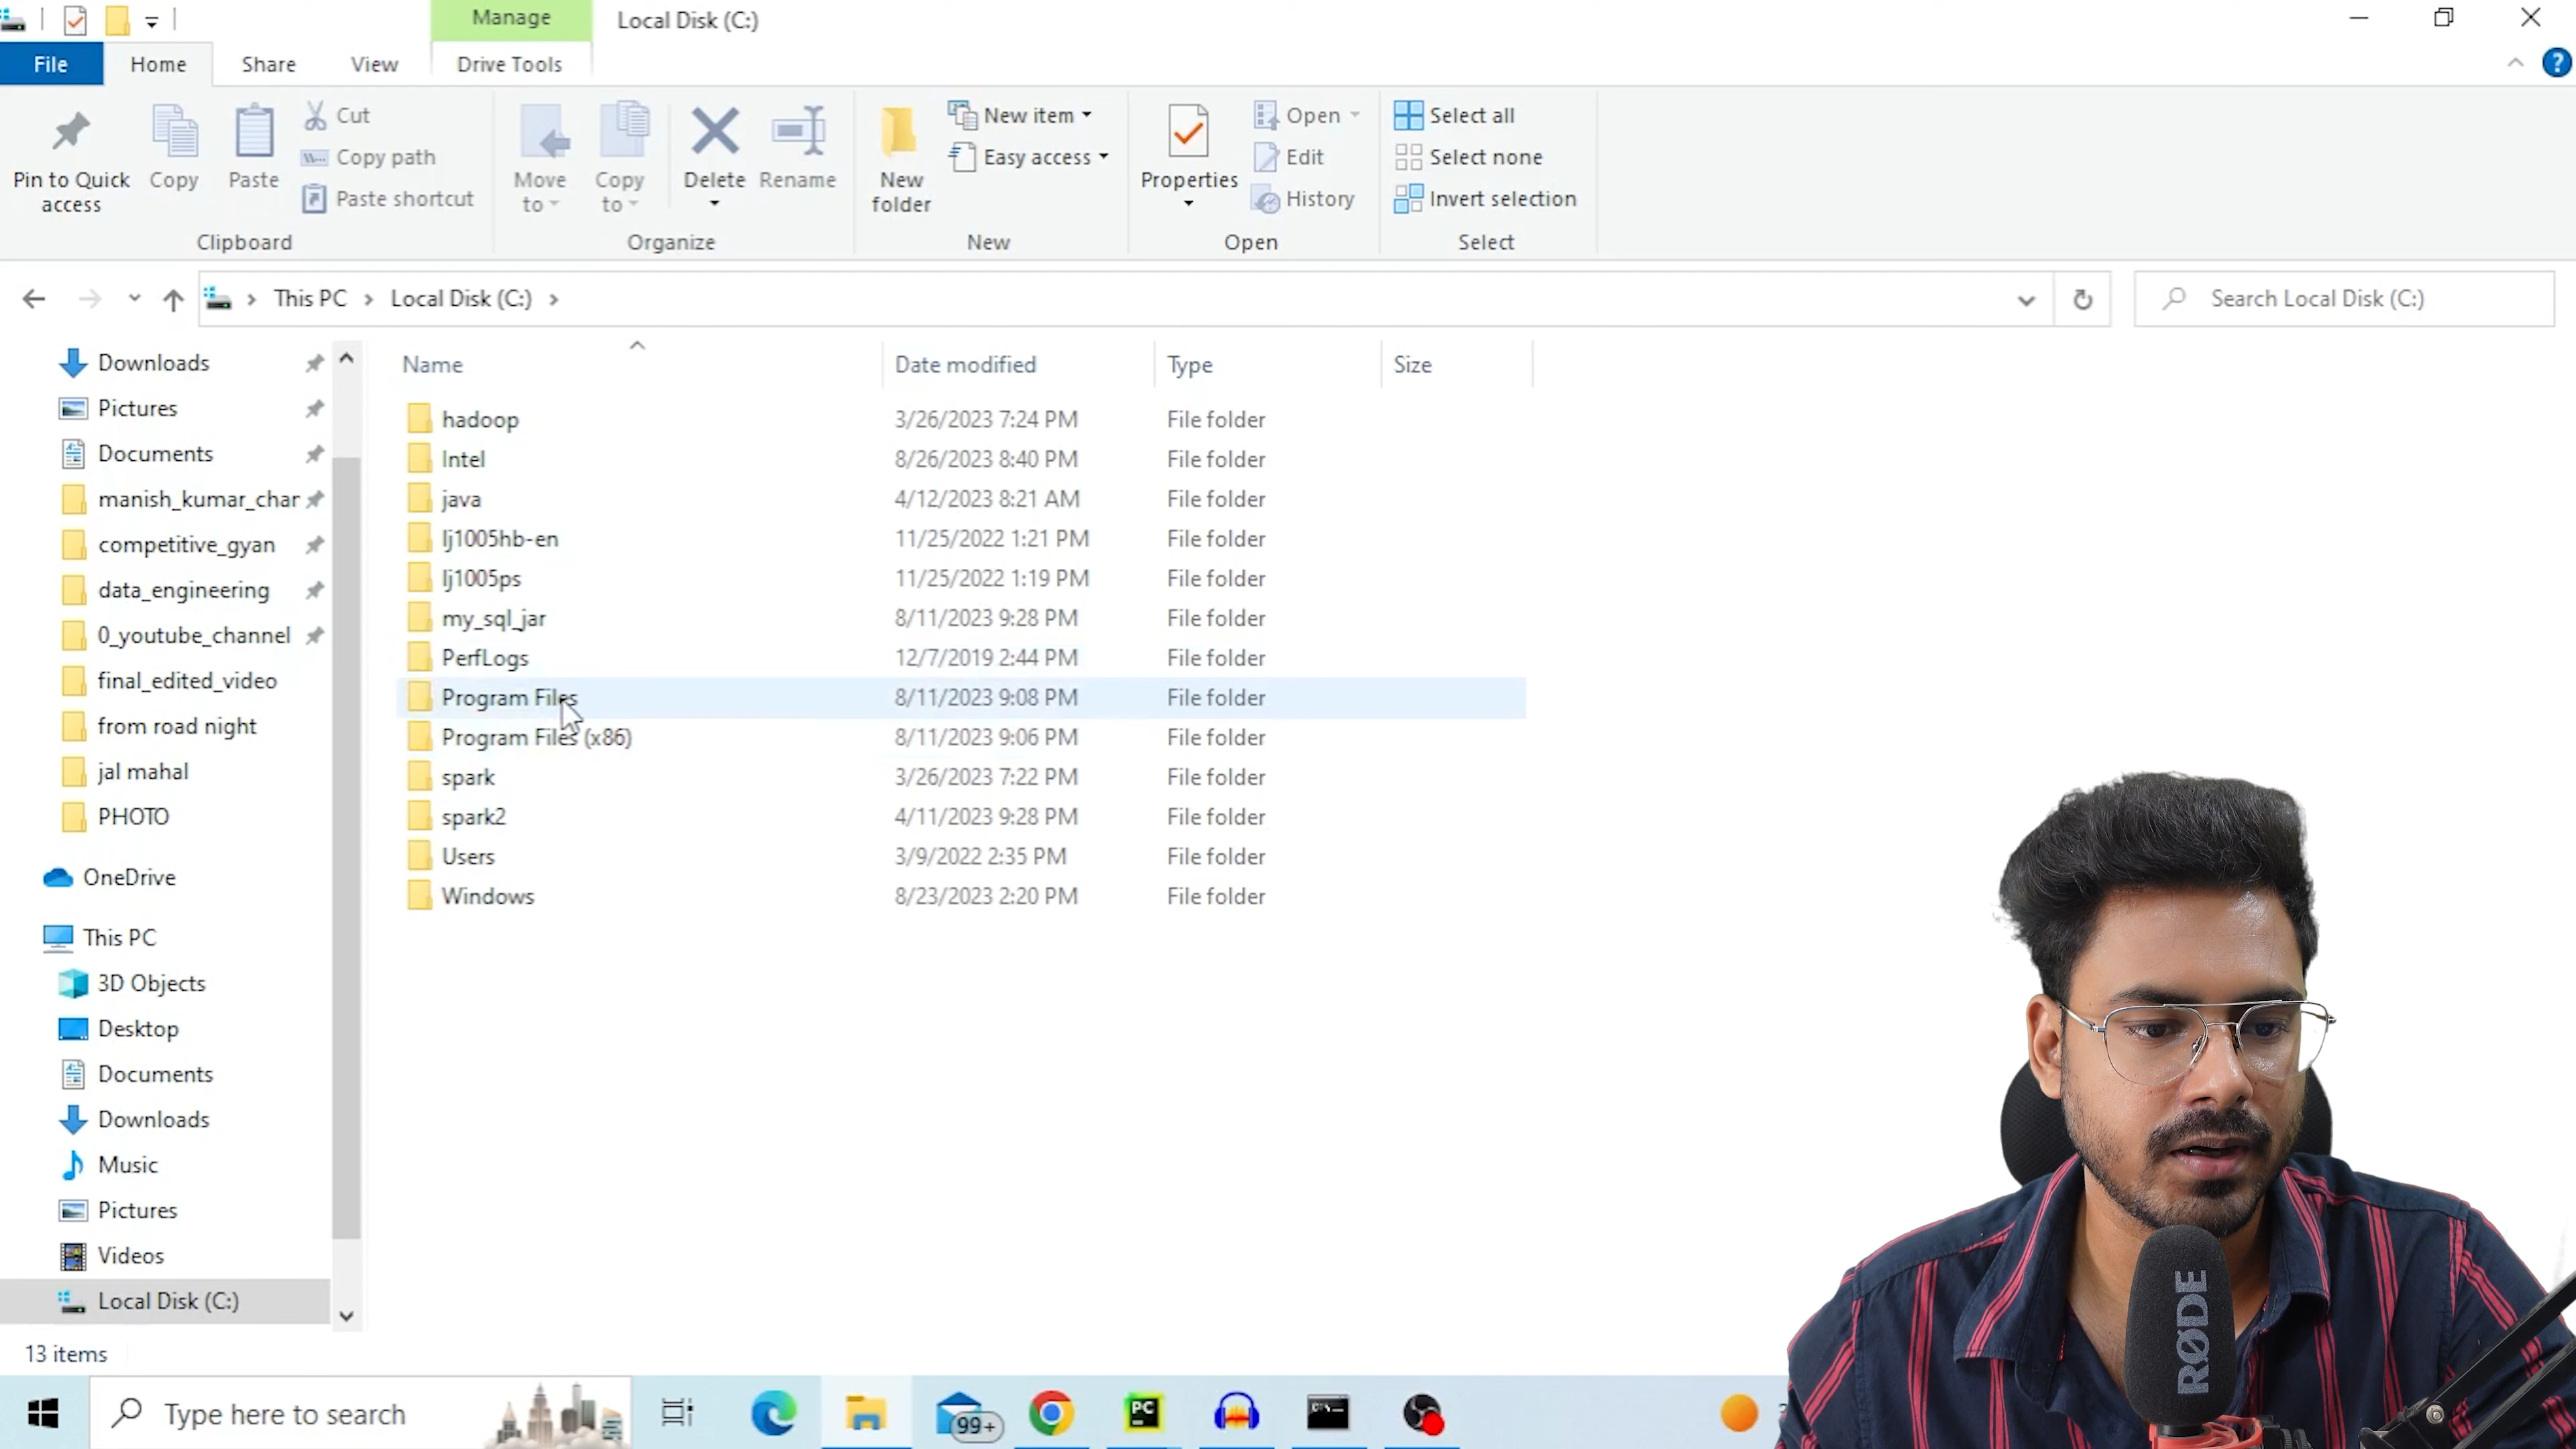 Manage
Local Disk (C:)
File
Home
Share
View
Drive Tools
Pin to Quick access
Copy
Paste
Cut
Copy path
Paste shortcut
Clipboard
Move to
Copy to
Delete
Rename
Organize
New folder
New item
Easy access
New
Properties
Open
Edit
History
Open
Select all
Select none
Invert selection
Select
This PC > Local Disk (C:) >
Search Local Disk (C:)
Downloads
Pictures
Documents
manish_kumar_char
competitive_gyan
data_engineering
0_youtube_channel
final_edited_video
from road night
jal mahal
PHOTO
OneDrive
This PC
3D Objects
Desktop
Documents
Downloads
Music
Pictures
Videos
Local Disk (C:)
Name Date modified Type Size
hadoop 3/26/2023 7:24 PM File folder
Intel 8/26/2023 8:40 PM File folder
java 4/12/2023 8:21 AM File folder
lj1005hb-en 11/25/2022 1:21 PM File folder
lj1005ps 11/25/2022 1:19 PM File folder
my_sql_jar 8/11/2023 9:28 PM File folder
PerfLogs 12/7/2019 2:44 PM File folder
Program Files 8/11/2023 9:08 PM File folder
Program Files (x86) 8/11/2023 9:06 PM File folder
spark 3/26/2023 7:22 PM File folder
spark2 4/11/2023 9:28 PM File folder
Users 3/9/2022 2:35 PM File folder
Windows 8/23/2023 2:20 PM File folder
13 items
Type here to search
99+
PC
RØDE